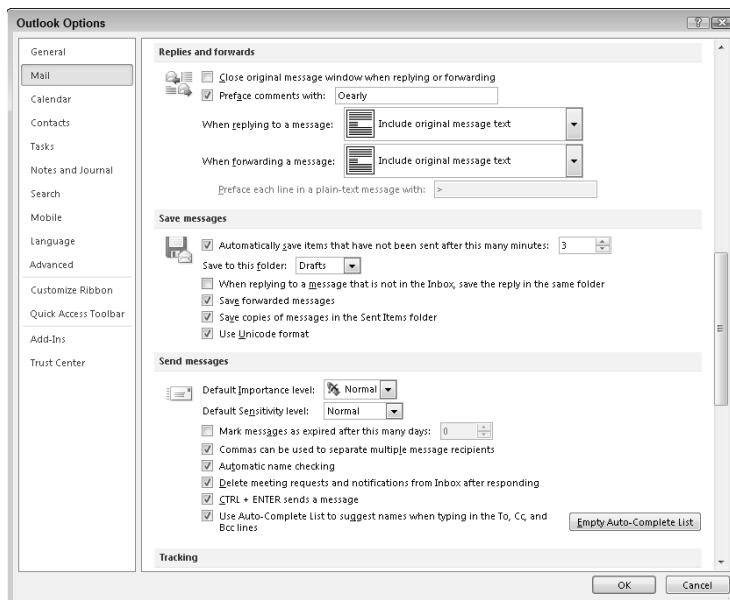 Outlook Options
General
Mail
Calendar
Contacts
Tasks
Notes and Journal
Search
Mobile
Language
Advanced
Customize Ribbon
Quick Access Toolbar
Add-Ins
Trust Center
Replies and forwards
Close original message window when replying or forwarding
Preface comments with: Oearly
When replying to a message: Include original message text
When forwarding a message: Include original message text
Preface each line in a plain-text message with: >
Save messages
Automatically save items that have not been sent after this many minutes: 3
Save to this folder: Drafts
When replying to a message that is not in the Inbox, save the reply in the same folder
Save forwarded messages
Save copies of messages in the Sent Items folder
Use Unicode format
Send messages
Default Importance level: Normal
Default Sensitivity level: Normal
Mark messages as expired after this many days: 0
Commas can be used to separate multiple message recipients
Automatic name checking
Delete meeting requests and notifications from Inbox after responding
CTRL + ENTER sends a message
Use Auto-Complete List to suggest names when typing in the To, Cc, and
Bcc lines
Empty Auto-Complete List
Tracking
OK
Cancel